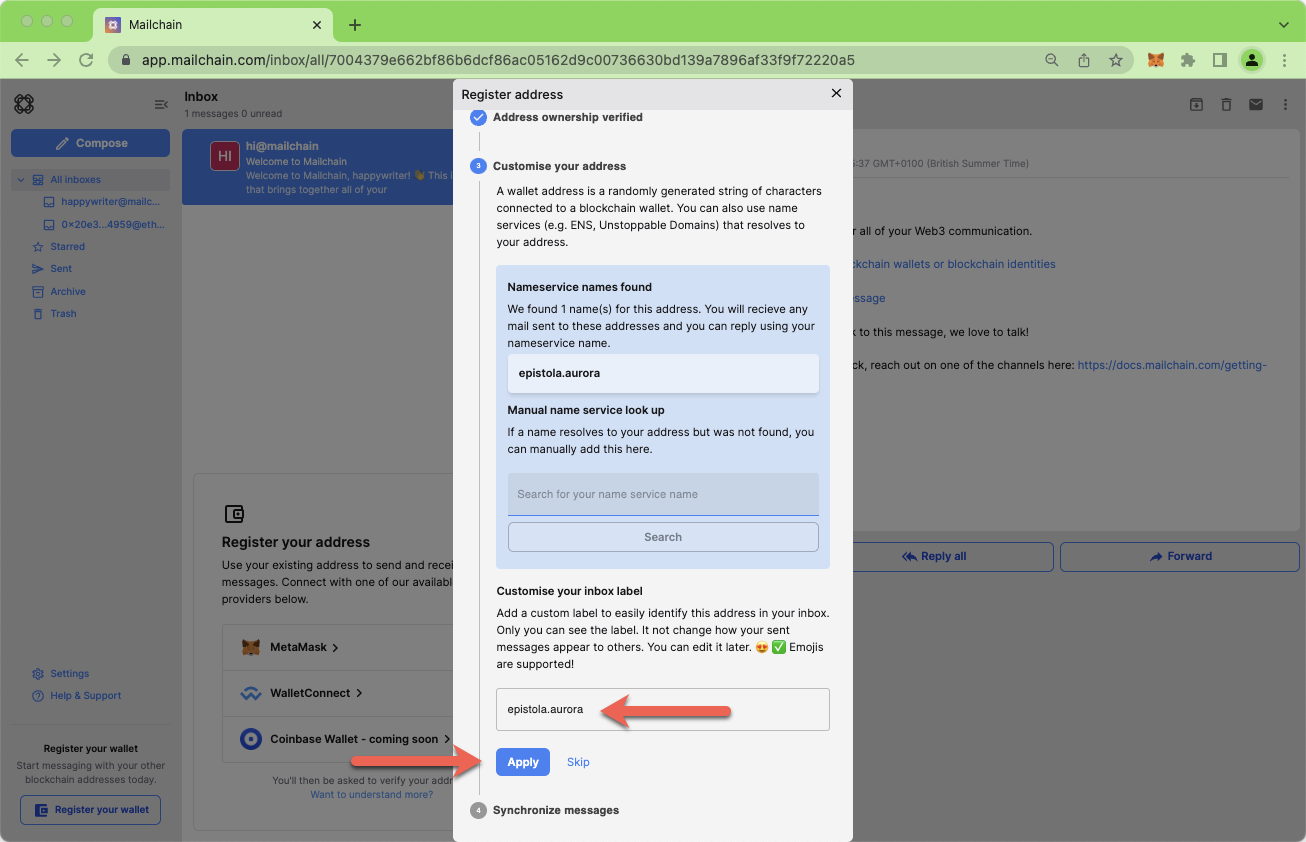 Mailchain
app.mailchain.com/inbox/all/7004379e662bf86b6dcf86ac05162d9c00736630bd139a7896af33f9f72220a5
Inbox
1 messages 0 unread
Compose
All inboxes
happywriter@mailc...
0x20e3...4959@eth...
Starred
Sent
Archive
Trash
Settings
Help & Support
Register your wallet
Start messaging with your other
blockchain addresses today.
Register your wallet
HI
hi@mailchain
Welcome to Mailchain
Welcome to Mailchain, happywriter! 👋 This i
that brings together all of your
Register your address
Use your existing address to send and recei
messages. Connect with one of our availabl
providers below.
MetaMask
WalletConnect
Coinbase Wallet - coming soon
You'll then be asked to verify your addr
Want to understand more?
Register address
Address ownership verified
3
Customise your address
A wallet address is a randomly generated string of characters
connected to a blockchain wallet. You can also use name
services (e.g. ENS, Unstoppable Domains) that resolves to
your address.
Nameservice names found
We found 1 name(s) for this address. You will recieve any
mail sent to these addresses and you can reply using your
nameservice name.
epistola.aurora
Manual name service look up
If a name resolves to your address but was not found, you
can manually add this here.
Search for your name service name
Search
Customise your inbox label
Add a custom label to easily identify this address in your inbox.
Only you can see the label. It not change how your sent
messages appear to others. You can edit it later. 😍 ✅ Emojis
are supported!
epistola.aurora
Apply
Skip
4
Synchronize messages
5:37 GMT+0100 (British Summer Time)
r all of your Web3 communication.
ckchain wallets or blockchain identities
essage
k to this message, we love to talk!
ck, reach out on one of the channels here: https://docs.mailchain.com/getting-
Reply all
Forward